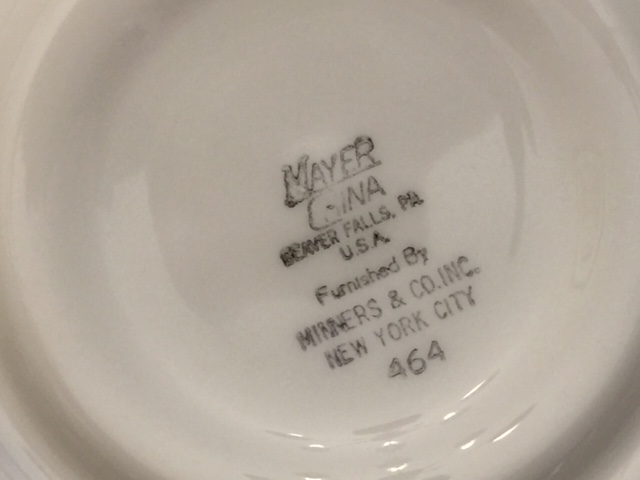 MAYER
CHINA
BEAVER FALLS, PA.
U.S.A.
Furnished By
MINNERS & CO.INC.
NEW YORK CITY
464